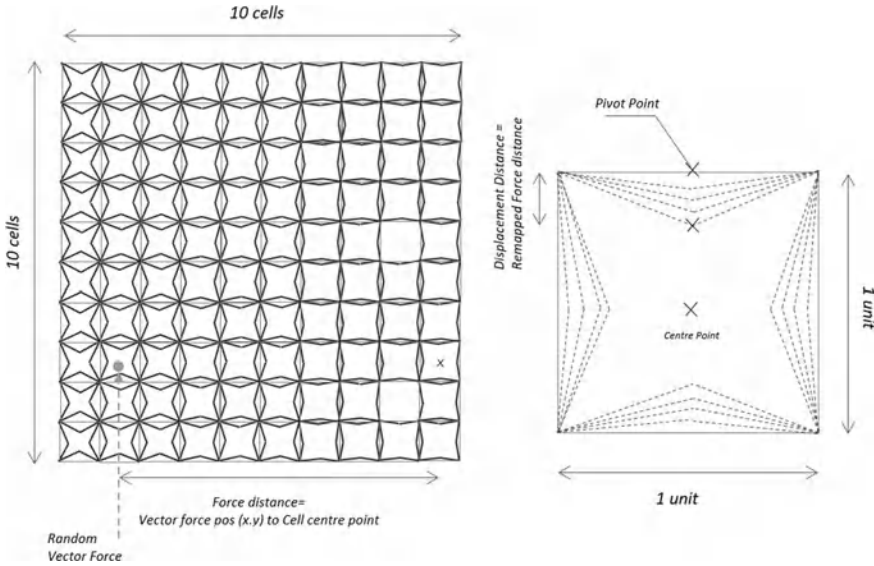 10 cells
10 cells
x
Force distance=
Vector force pos (x.y) to Cell centre point
Random
Vector Force
Pivot Point
Displacement Distance =
Remapped Force distance
Centre Point
1 unit
1 unit